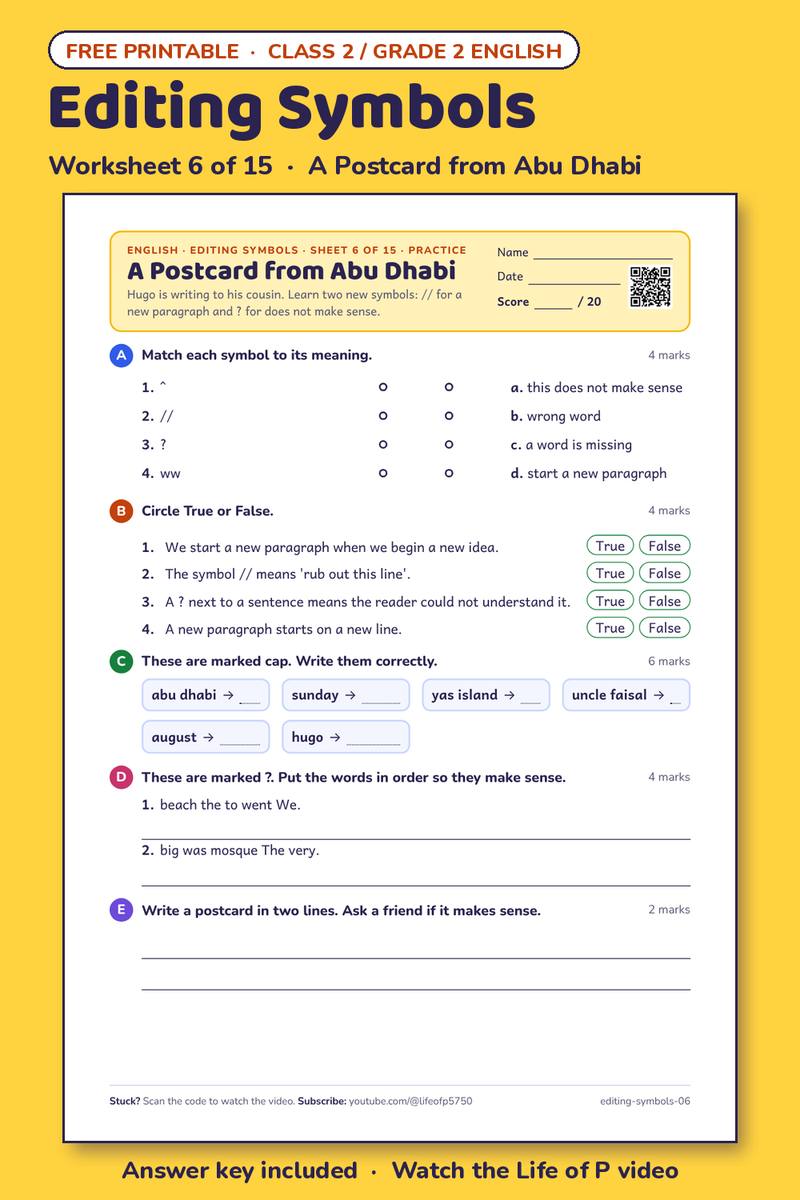 FREE PRINTABLE · CLASS 2 / GRADE 2 ENGLISH
Editing Symbols
Worksheet 6 of 15 · A Postcard from Abu Dhabi
ENGLISH · EDITING SYMBOLS · SHEET 6 OF 15 · PRACTICE
A Postcard from Abu Dhabi
Hugo is writing to his cousin. Learn two new symbols: // for a
new paragraph and ? for does not make sense.
Name
Date
Score / 20
A Match each symbol to its meaning. 4 marks
1. ^ a. this does not make sense
2. // b. wrong word
3. ? c. a word is missing
4. ww d. start a new paragraph
B Circle True or False. 4 marks
1. We start a new paragraph when we begin a new idea. True False
2. The symbol // means 'rub out this line'. True False
3. A ? next to a sentence means the reader could not understand it. True False
4. A new paragraph starts on a new line. True False
C These are marked cap. Write them correctly. 6 marks
abu dhabi → sunday → yas island → uncle faisal →
august → hugo →
D These are marked ?. Put the words in order so they make sense. 4 marks
1. beach the to went We.
2. big was mosque The very.
E Write a postcard in two lines. Ask a friend if it makes sense. 2 marks
Stuck? Scan the code to watch the video. Subscribe: youtube.com/@lifeofp5750 editing-symbols-06
Answer key included · Watch the Life of P video